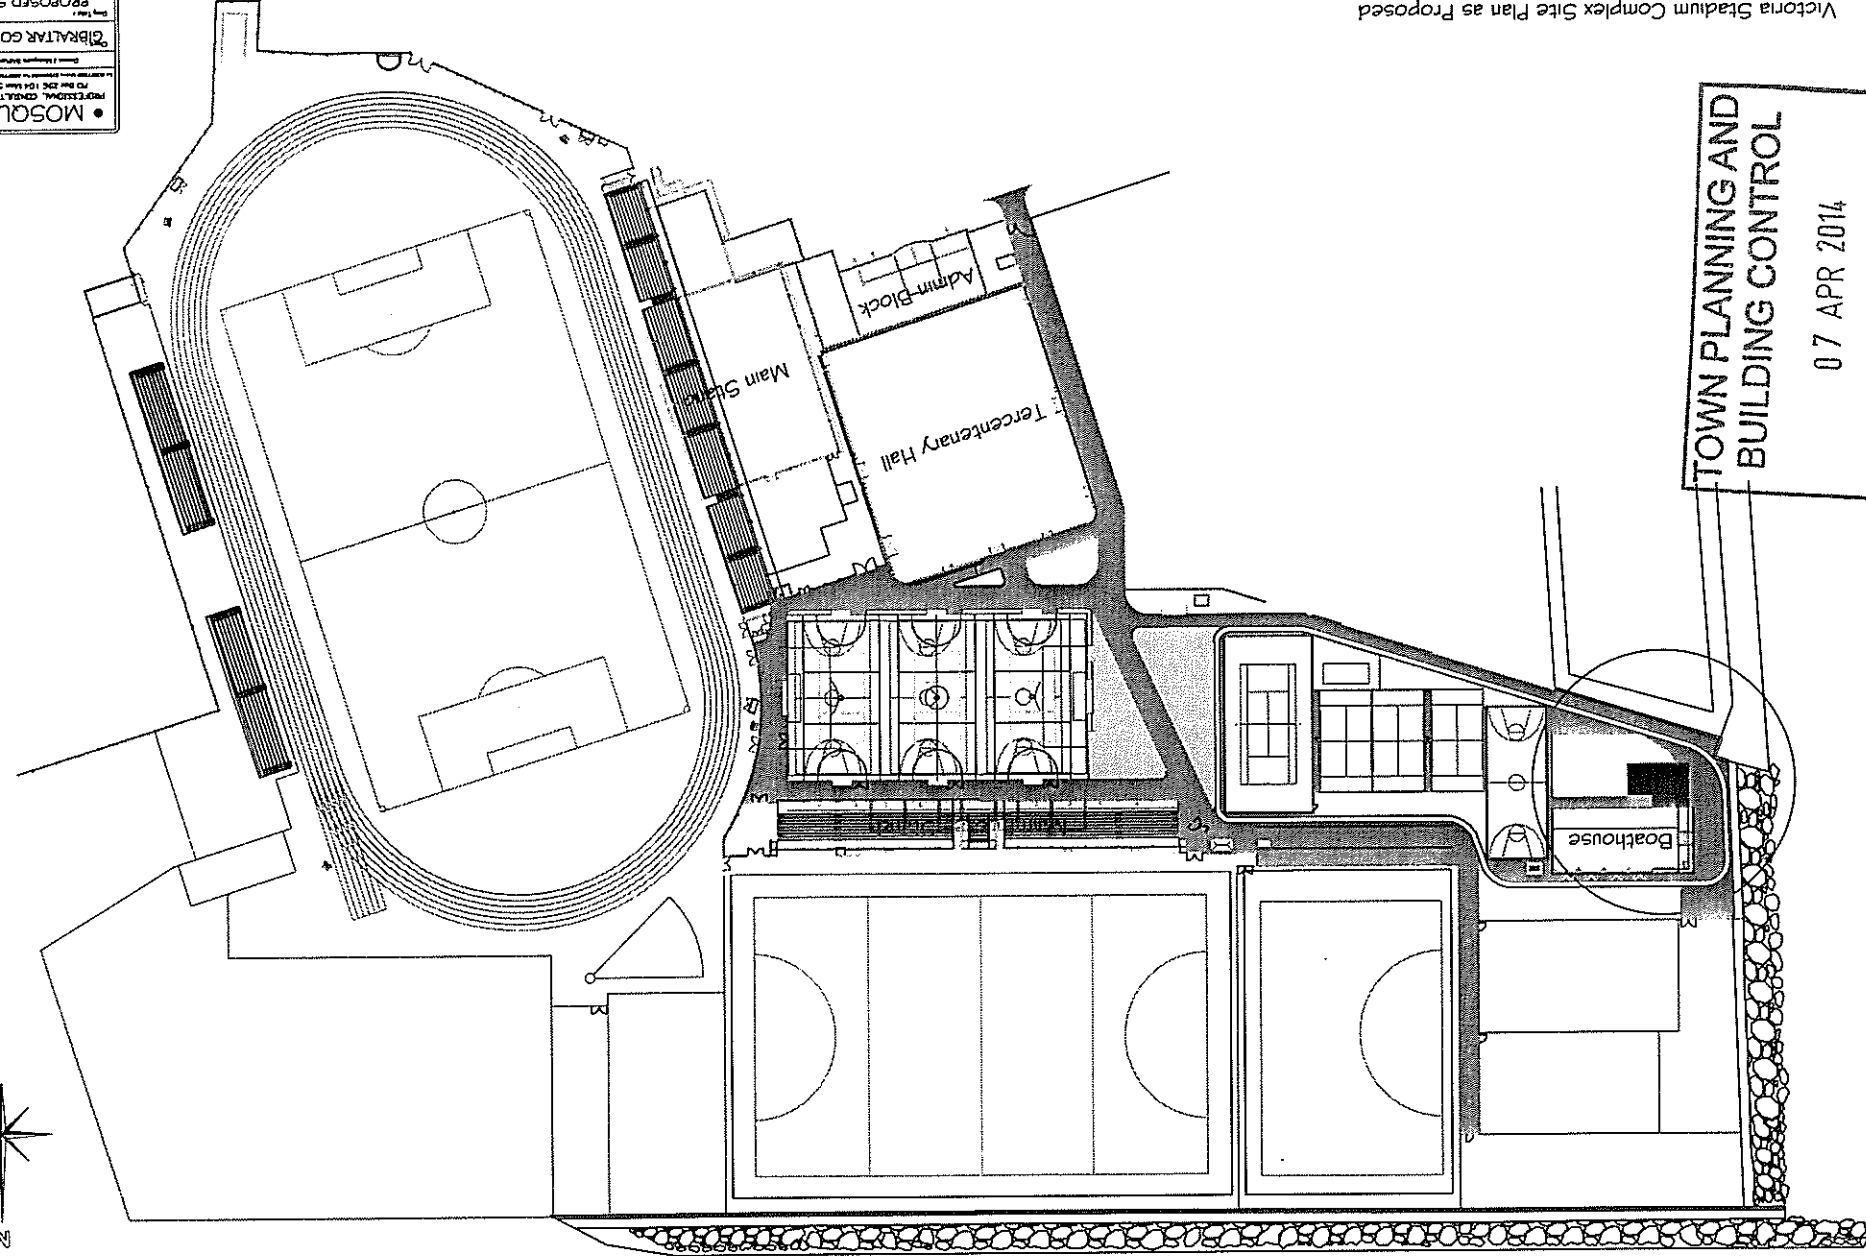 Victoria Stadium Complex Site Plan as Proposed
TOWN PLANNING AND
BUILDING CONTROL
07 APR 2014
• MOSQU
GIBRALTAR GO
PROPOSED S
Admin Block
Main Stand
Tercentenary Hall
Boathouse
N